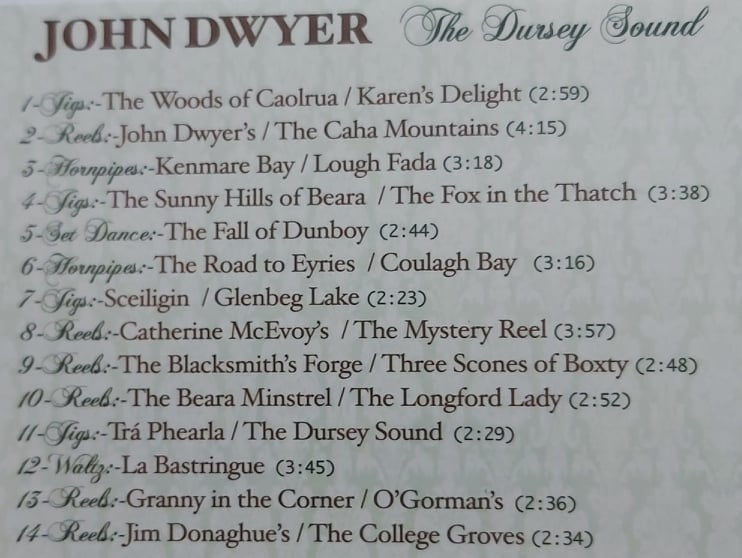 JOHN DWYER The Dursey Sound
1-Jigs:-The Woods of Caolrua / Karen's Delight (2:59)
2-Reels:-John Dwyer's / The Caha Mountains (4:15)
3-Hornpipes:-Kenmare Bay / Lough Fada (3:18)
4-Jigs:-The Sunny Hills of Beara / The Fox in the Thatch (3:38)
5-Set Dance:-The Fall of Dunboy (2:44)
6-Hornpipes:-The Road to Eyries / Coulagh Bay (3:16)
7-Jigs:-Sceiligin / Glenbeg Lake (2:23)
8-Reels:-Catherine McEvoy's / The Mystery Reel (3:57)
9-Reels:-The Blacksmith's Forge / Three Scones of Boxty (2:48)
10-Reels:-The Beara Minstrel / The Longford Lady (2:52)
11-Jigs:-Trá Phearla / The Dursey Sound (2:29)
12-Waltz:-La Bastringue (3:45)
13-Reels:-Granny in the Corner / O'Gorman's (2:36)
14-Reels:-Jim Donaghue's / The College Groves (2:34)